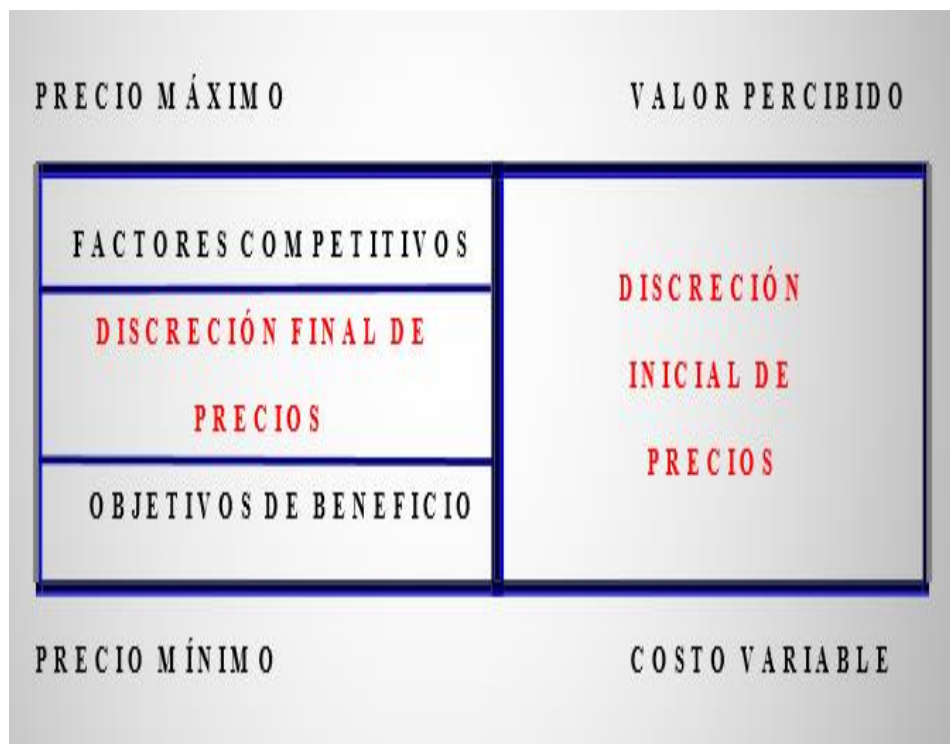 PRECIO MÁXIMO
VALOR PERCIBIDO
FACTORES COMPETITIVOS
DISCRECIÓN FINAL DE
PRECIOS
OBJETIVOS DE BENEFICIO
DISCRECIÓN
INICIAL DE
PRECIOS
PRECIO MÍNIMO
COSTO VARIABLE